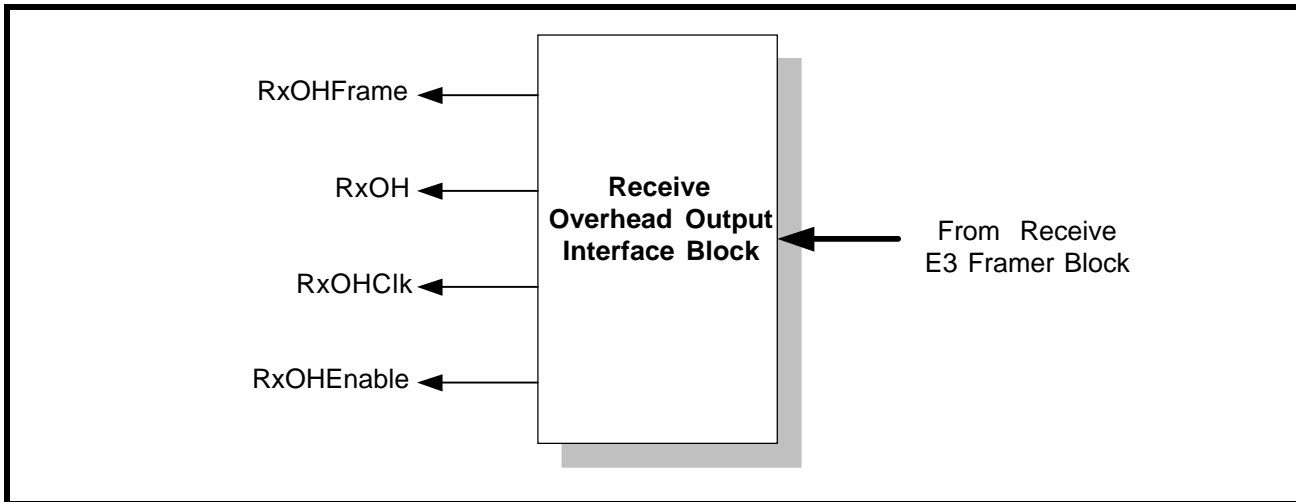 RxOHFrame
RxOH
RxOHClk
RxOHEnable
Receive
Overhead Output
Interface Block
From Receive
E3 Framer Block